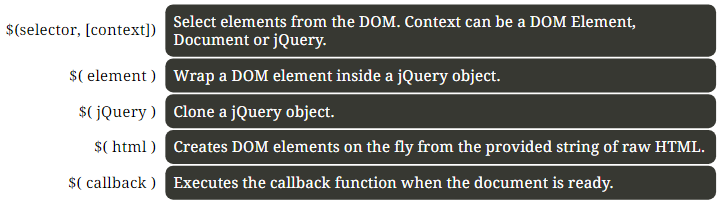 $(selector, [context]) Select elements from the DOM. Context can be a DOM Element,
Document or jQuery.
$( element ) Wrap a DOM element inside a jQuery object.
$( jQuery ) Clone a jQuery object.
$( html ) Creates DOM elements on the fly from the provided string of raw HTML.
$( callback ) Executes the callback function when the document is ready.